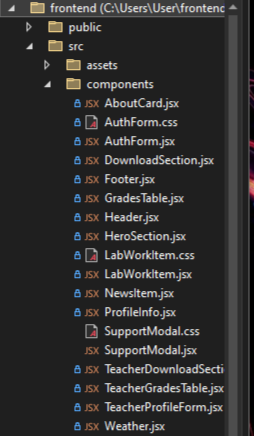 frontend (C:\Users\User\frontend
public
src
assets
components
JSX AboutCard.jsx
AuthForm.css
JSX AuthForm.jsx
JSX DownloadSection.jsx
JSX Footer.jsx
JSX GradesTable.jsx
JSX Header.jsx
JSX HeroSection.jsx
LabWorkItem.css
JSX LabWorkItem.jsx
JSX NewsItem.jsx
JSX ProfileInfo.jsx
SupportModal.css
JSX SupportModal.jsx
JSX TeacherDownloadSecti
JSX TeacherGradesTable.jsx
JSX TeacherProfileForm.jsx
JSX Weather.jsx